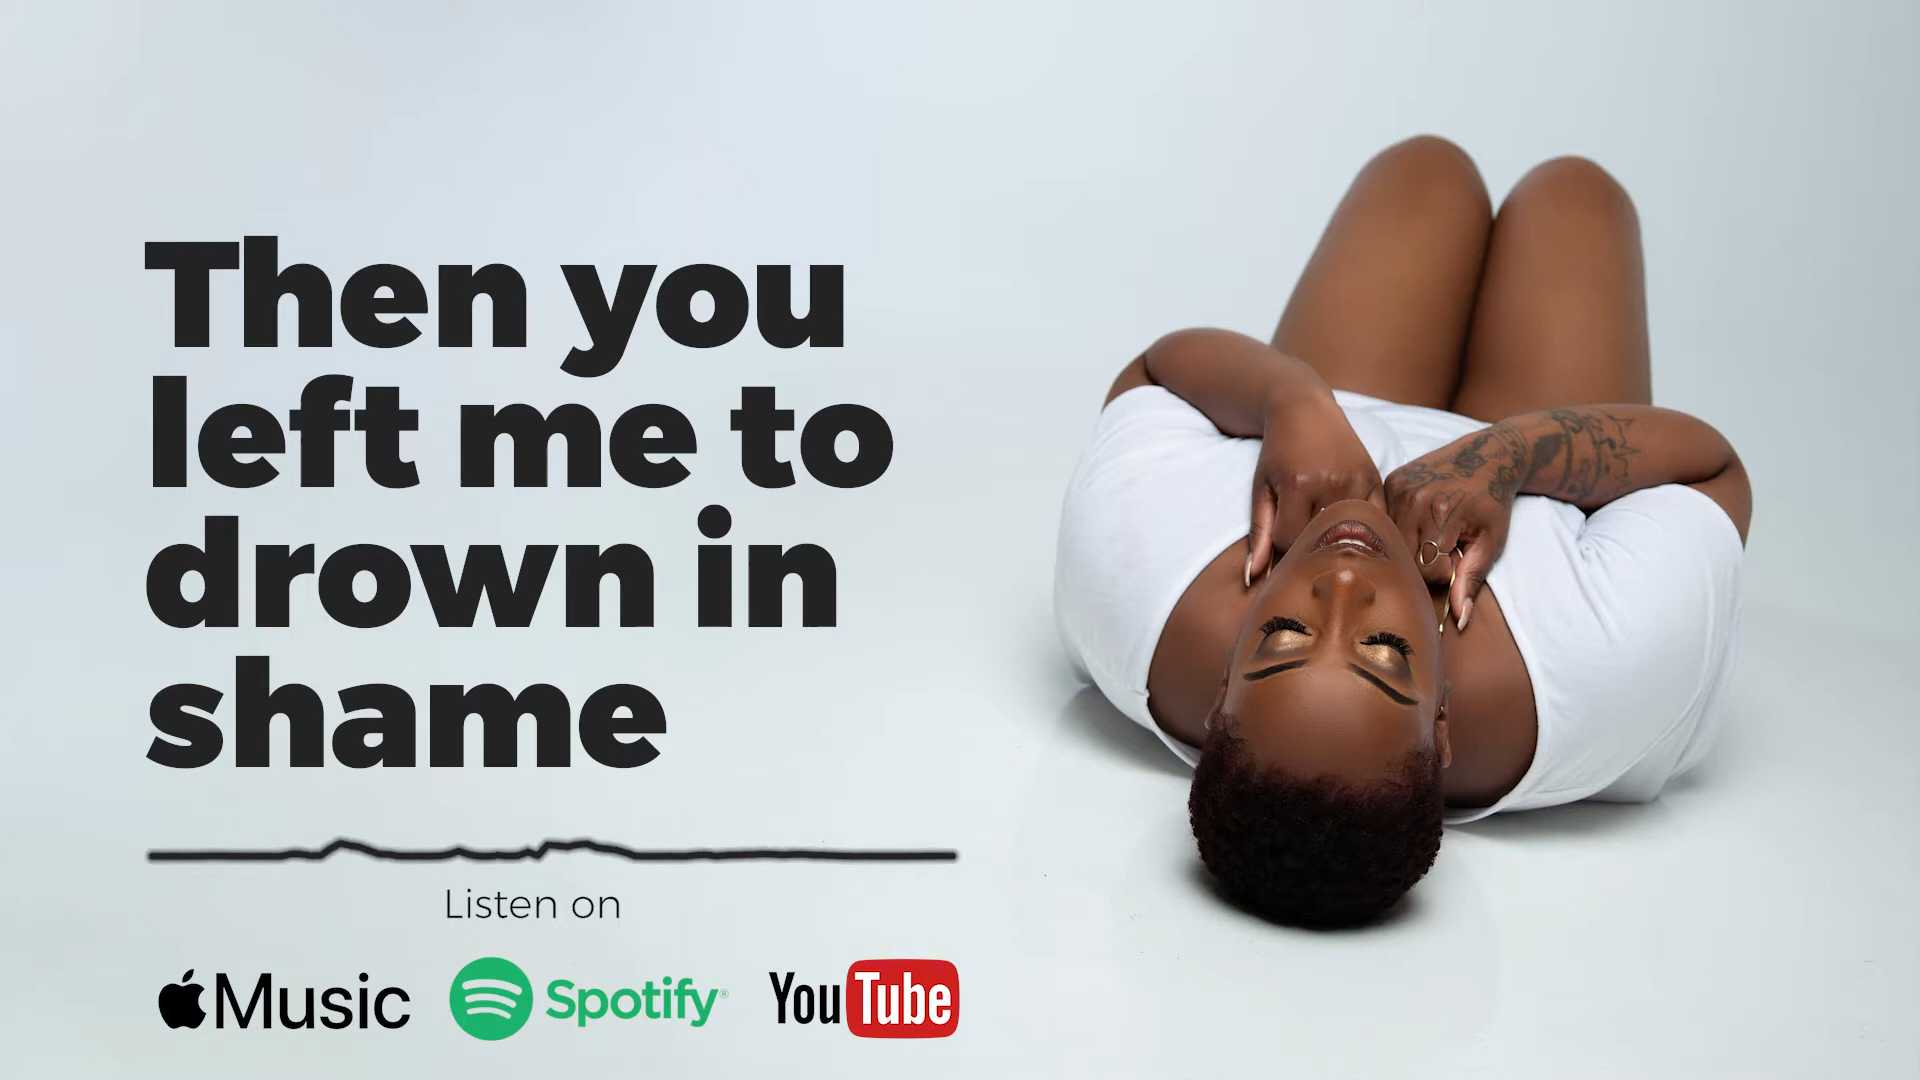 Then you
left me to
drown in
shame
Listen on
Music Spotify® YouTube